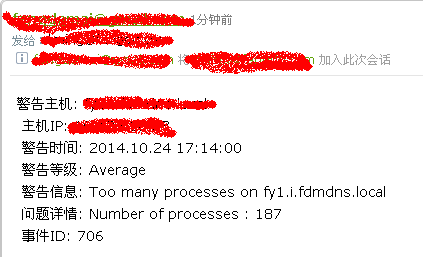 1分钟前
发给
将 加入此次会话
警告主机:
主机IP:
警告时间: 2014.10.24 17:14:00
警告等级: Average
警告信息: Too many processes on fy1.i.fdmdns.local
问题详情: Number of processes : 187
事件ID: 706